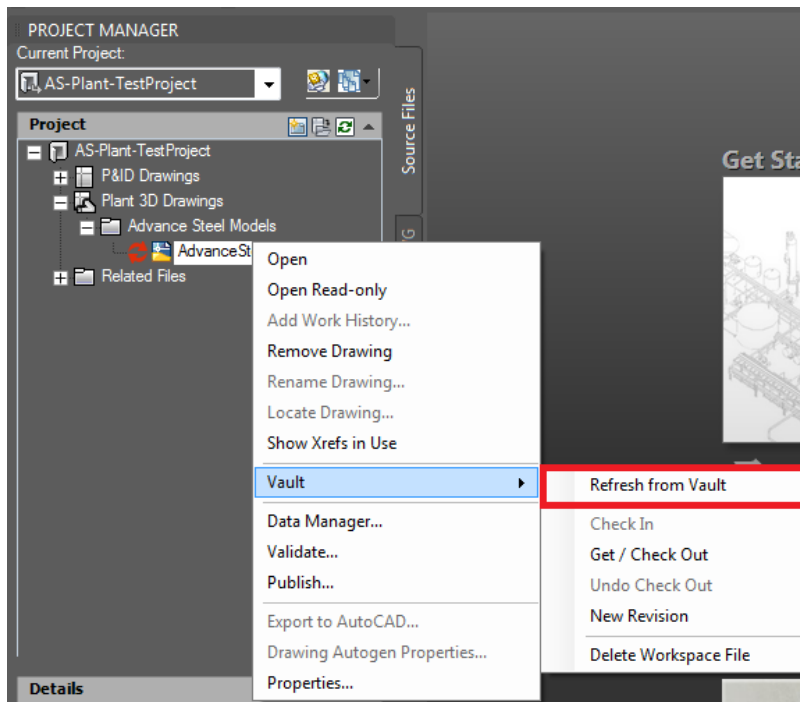 PROJECT MANAGER
Current Project:
AS-Plant-TestProject
Source Files
Project
AS-Plant-TestProject
P&ID Drawings
Plant 3D Drawings
Advance Steel Models
AdvanceSt
Related Files
Get Sta
G
Open
Open Read-only
Add Work History...
Remove Drawing
Rename Drawing...
Locate Drawing...
Show Xrefs in Use
Vault
Data Manager...
Validate...
Publish...
Export to AutoCAD...
Drawing Autogen Properties...
Properties...
Refresh from Vault
Check In
Get / Check Out
Undo Check Out
New Revision
Delete Workspace File
Details